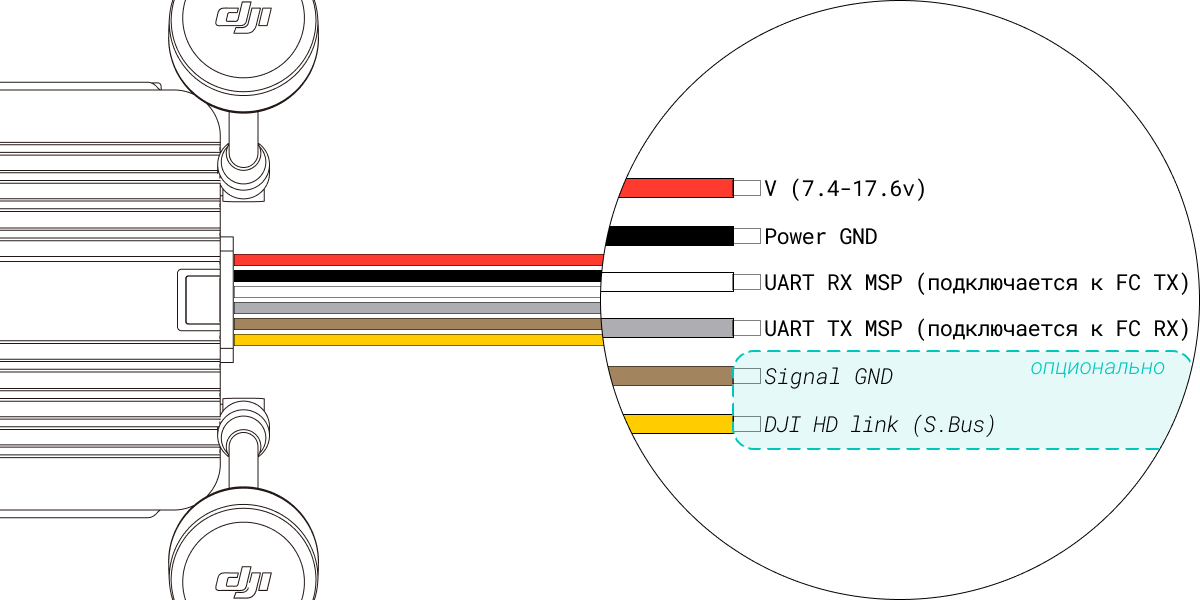 dji
V (7.4-17.6v)
Power GND
UART RX MSP (подключается к FC TX)
UART TX MSP (подключается к FC RX)
опционально
Signal GND
DJI HD link (S.Bus)
dji